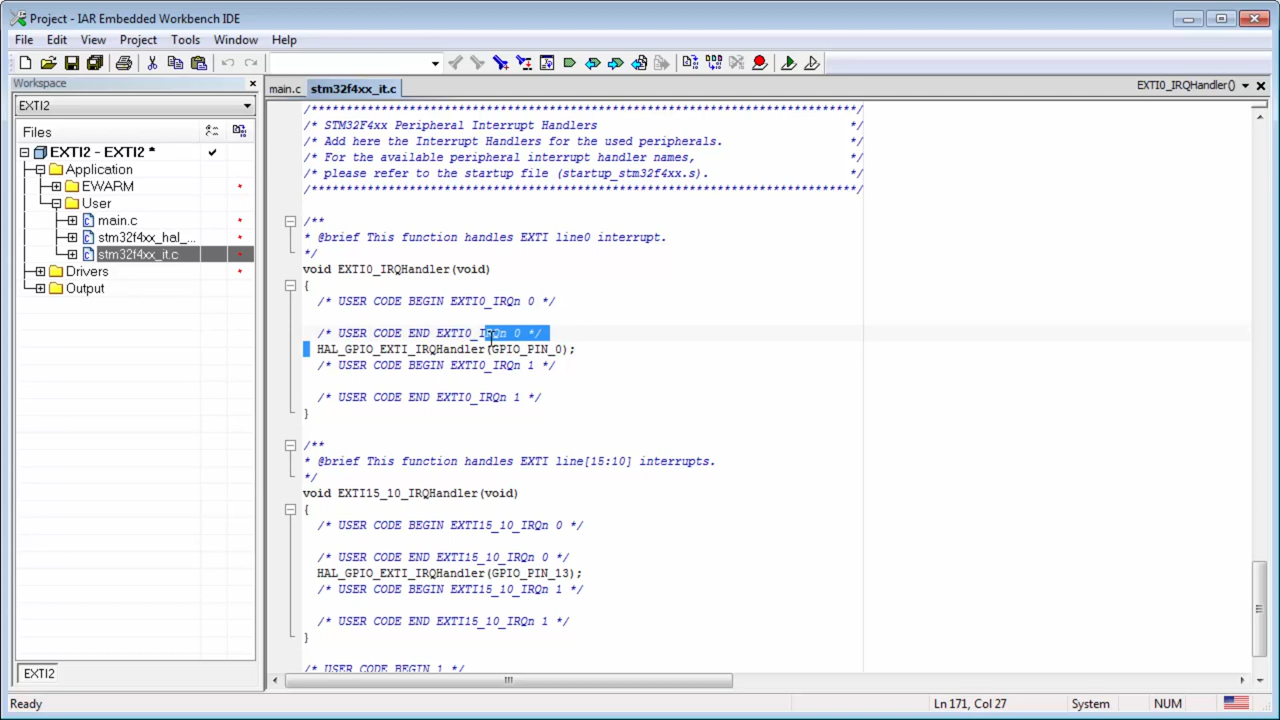 Project - IAR Embedded Workbench IDE
File Edit View Project Tools Window Help
Workspace
EXTI2
Files
EXTI2 - EXTI2 *
Application
EWARM
User
main.c
stm32f4xx_hal_...
stm32f4xx_it.c
Drivers
Output
EXTI2
main.c stm32f4xx_it.c EXTI0_IRQHandler()
/******************************************************************************/
/* STM32F4xx Peripheral Interrupt Handlers */
/* Add here the Interrupt Handlers for the used peripherals. */
/* For the available peripheral interrupt handler names, */
/* please refer to the startup file (startup_stm32f4xx.s). */
/******************************************************************************/
/**
* @brief This function handles EXTI line0 interrupt.
*/
void EXTI0_IRQHandler(void)
{
/* USER CODE BEGIN EXTI0_IRQn 0 */
/* USER CODE END EXTI0_IRQn 0 */
HAL_GPIO_EXTI_IRQHandler(GPIO_PIN_0);
/* USER CODE BEGIN EXTI0_IRQn 1 */
/* USER CODE END EXTI0_IRQn 1 */
}
/**
* @brief This function handles EXTI line[15:10] interrupts.
*/
void EXTI15_10_IRQHandler(void)
{
/* USER CODE BEGIN EXTI15_10_IRQn 0 */
/* USER CODE END EXTI15_10_IRQn 0 */
HAL_GPIO_EXTI_IRQHandler(GPIO_PIN_13);
/* USER CODE BEGIN EXTI15_10_IRQn 1 */
/* USER CODE END EXTI15_10_IRQn 1 */
}
/* USER CODE BEGIN 1 */
Ready Ln 171, Col 27 System NUM